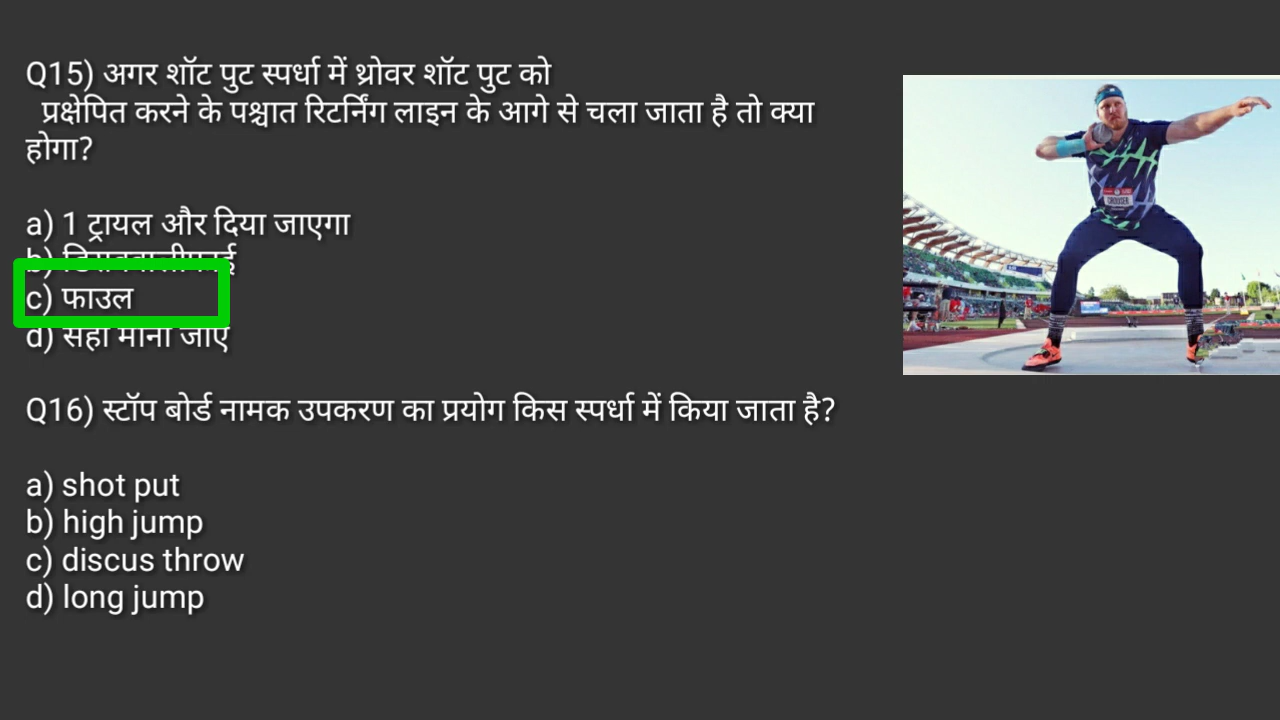 Q15) अगर शॉट पुट स्पर्धा में थ्रोवर शॉट पुट को
प्रक्षेपित करने के पश्चात रिटर्निंग लाइन के आगे से चला जाता है तो क्या
होगा?
a) 1 ट्रायल और दिया जाएगा
b)
c) फाउल
d) सही माना जाए
Q16) स्टॉप बोर्ड नामक उपकरण का प्रयोग किस स्पर्धा में किया जाता है?
a) shot put
b) high jump
c) discus throw
d) long jump
CROUSER